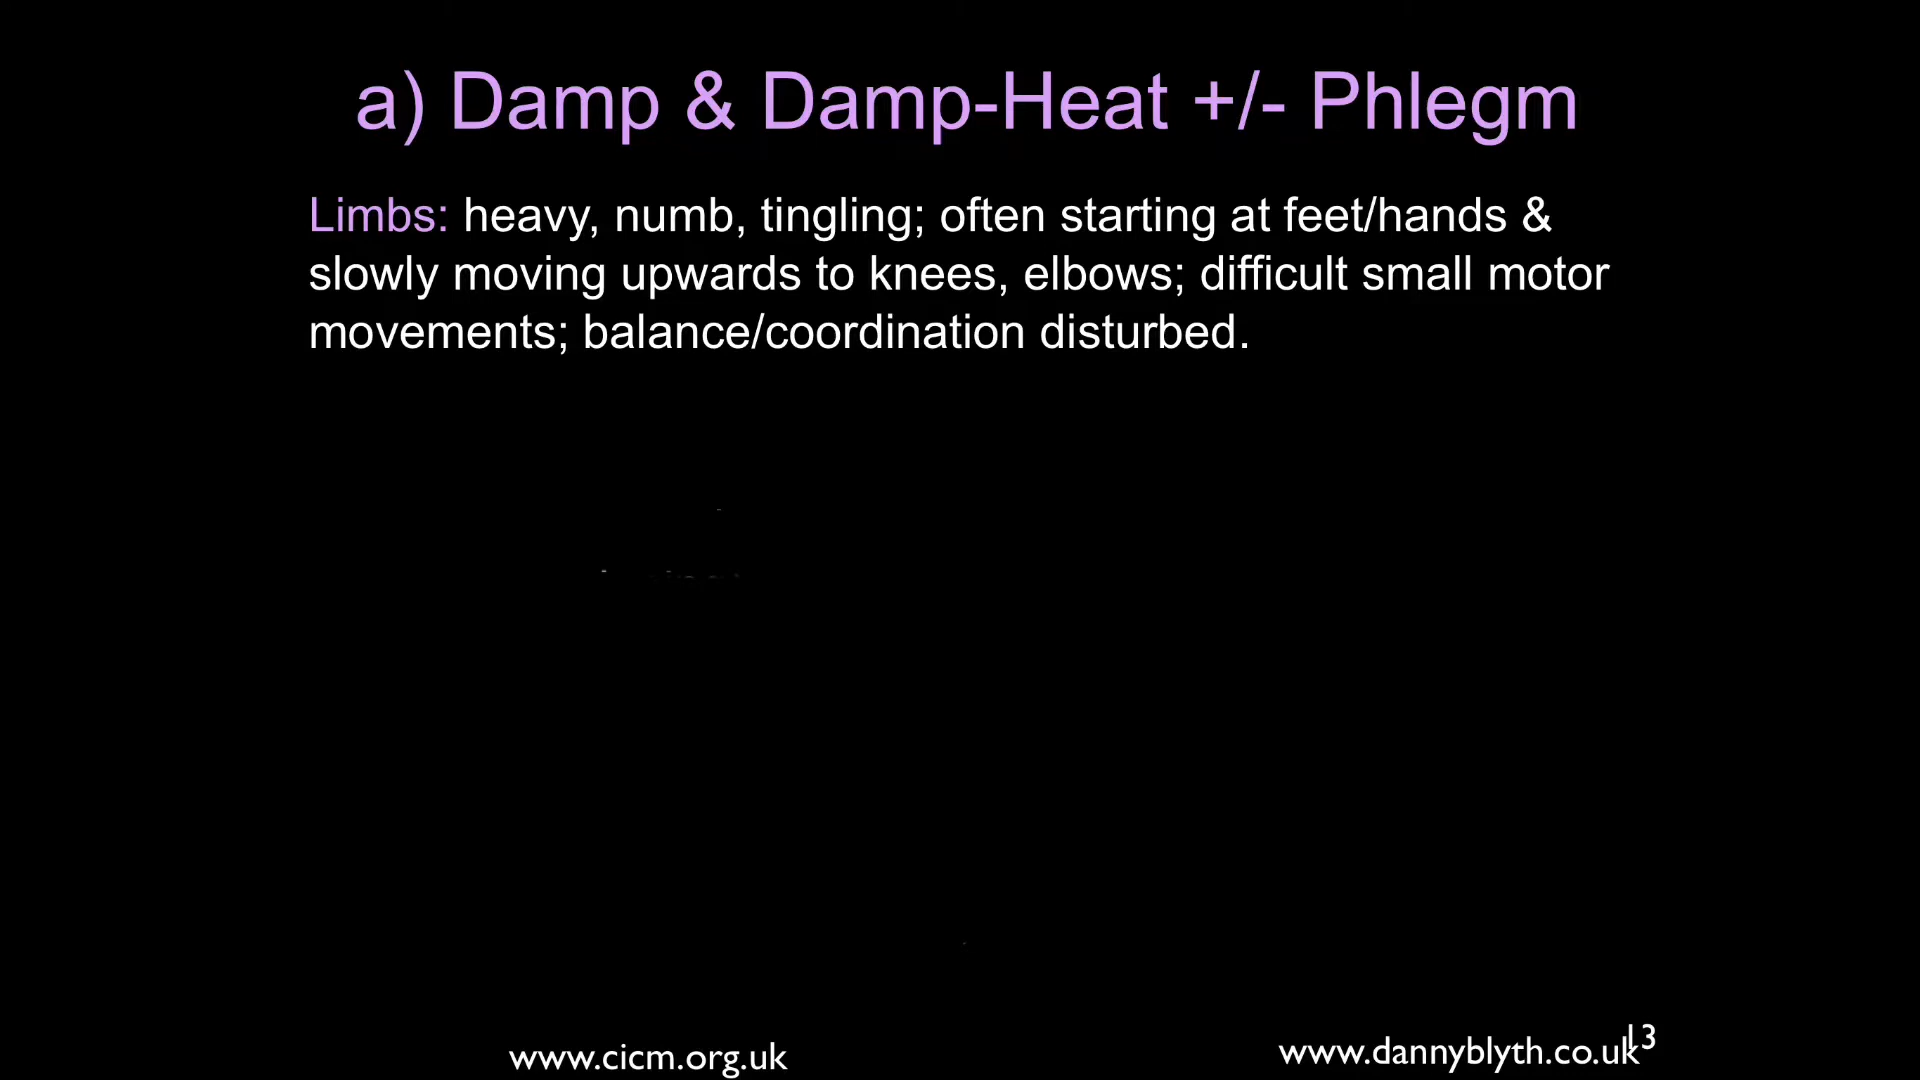 a) Damp & Damp-Heat +/- Phlegm
Limbs: heavy, numb, tingling; often starting at feet/hands &
slowly moving upwards to knees, elbows; difficult small motor
movements; balance/coordination disturbed.
www.cicm.org.uk
www.dannyblyth.co.uk
13